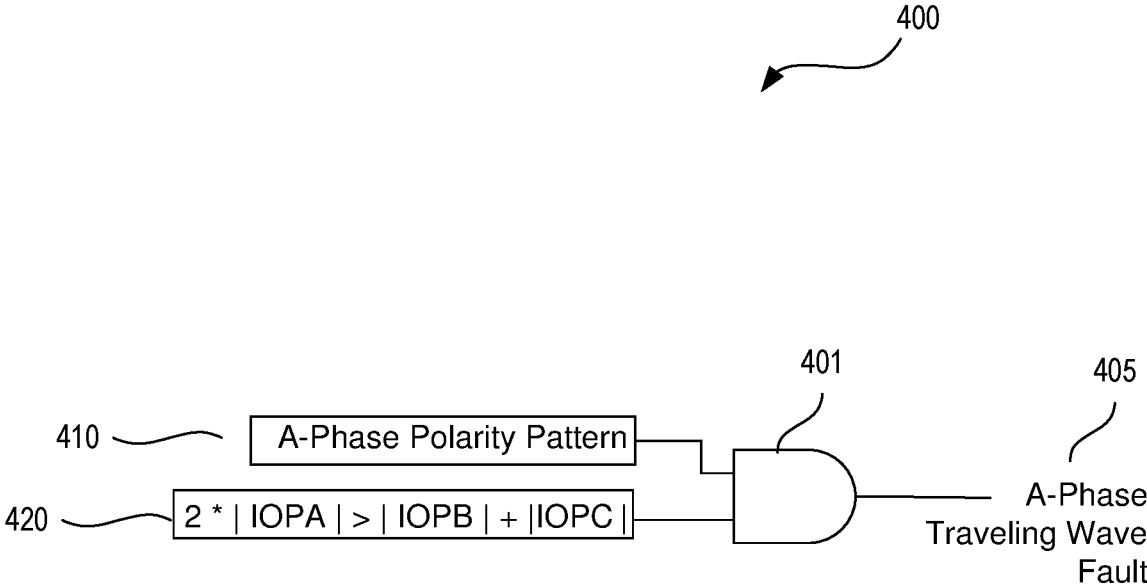 400
401
405
410
A-Phase Polarity Pattern
420
2 * | IOPA | > | IOPB | + |IOPC |
A-Phase
Traveling Wave
Fault